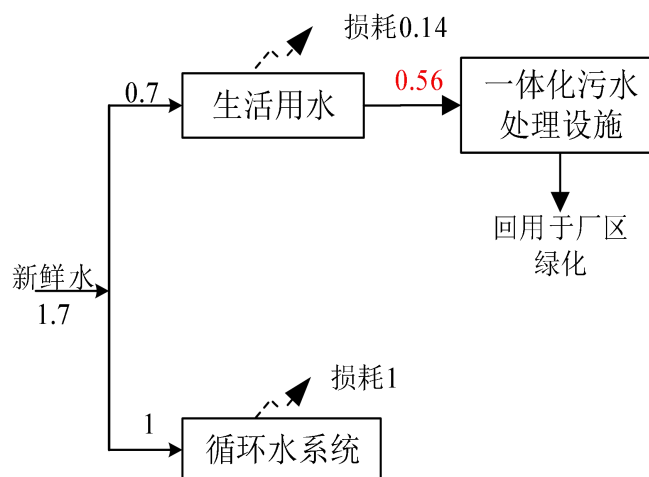 损耗0.14
0.7
生活用水
0.56
一体化污水
处理设施
回用于厂区
绿化
新鲜水
1.7
损耗1
1
循环水系统